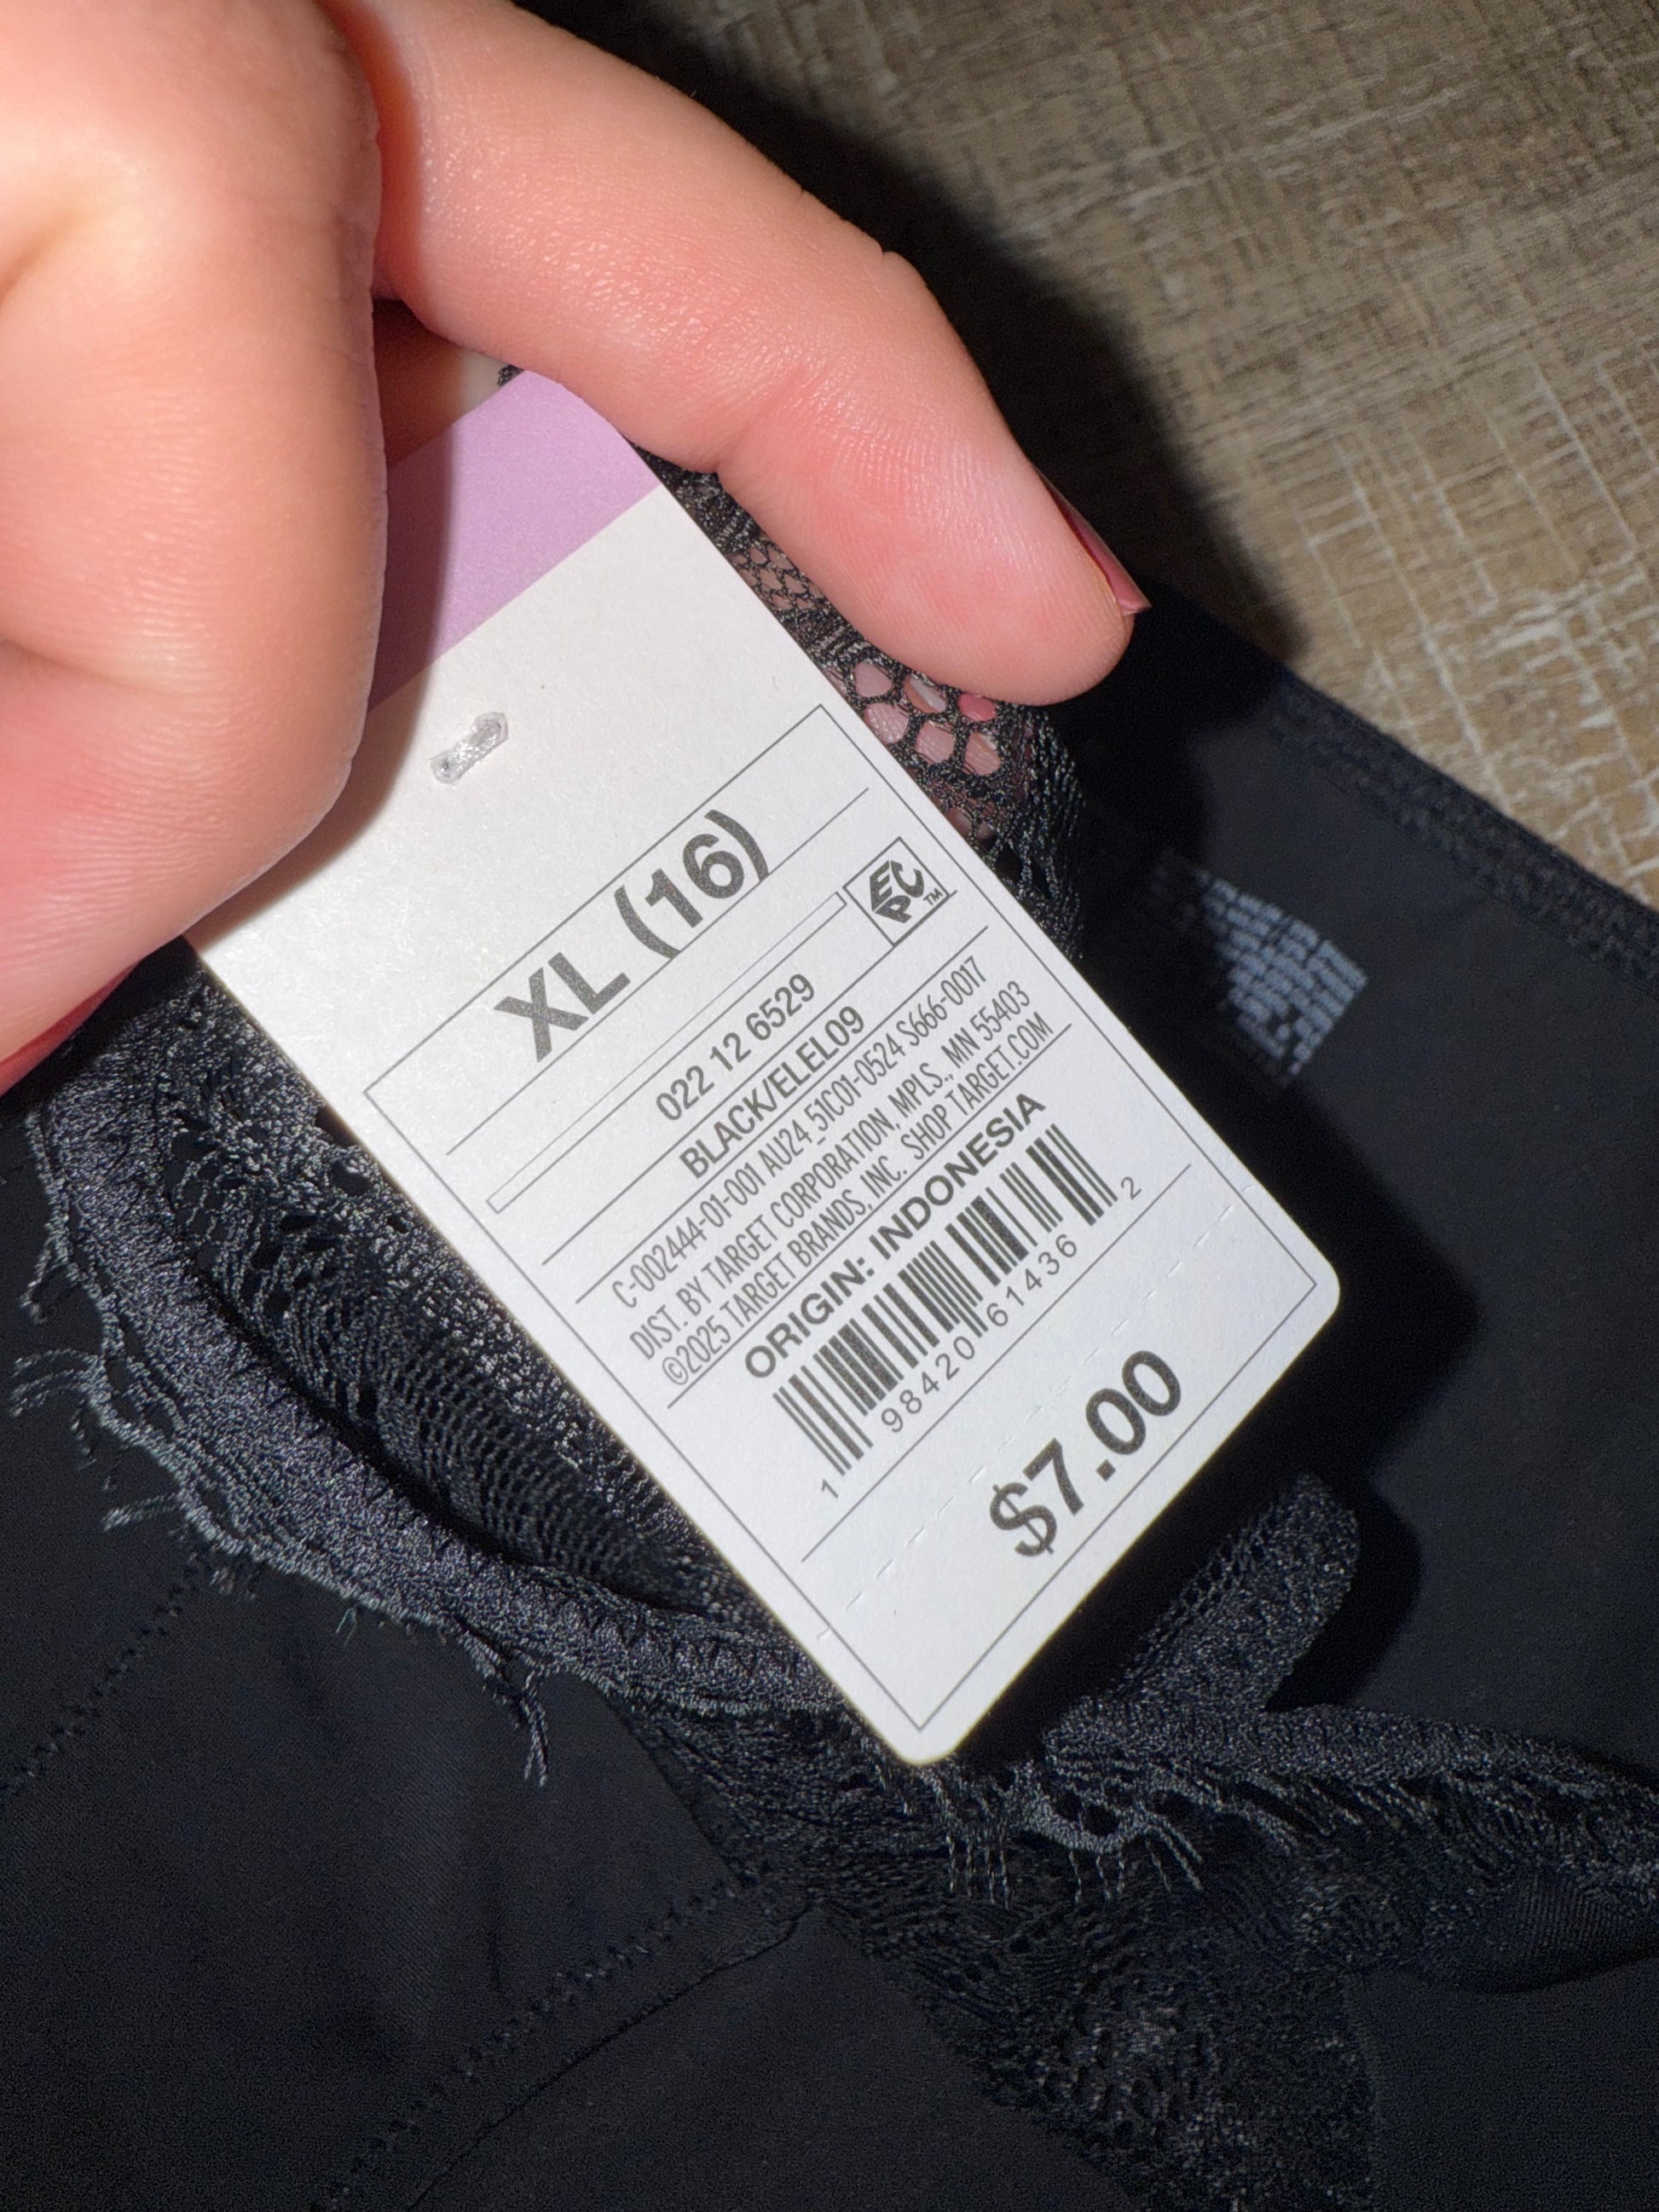 XL (16)
EPC™
022 12 6529
BLACK/ELEL09
C-002444-01-001 AU24_51C01-0524 S666-0017
DIST. BY TARGET CORPORATION, MPLS., MN 55403
©2025 TARGET BRANDS, INC. SHOP TARGET.COM
ORIGIN: INDONESIA
1 98420 61436 2
$7.00